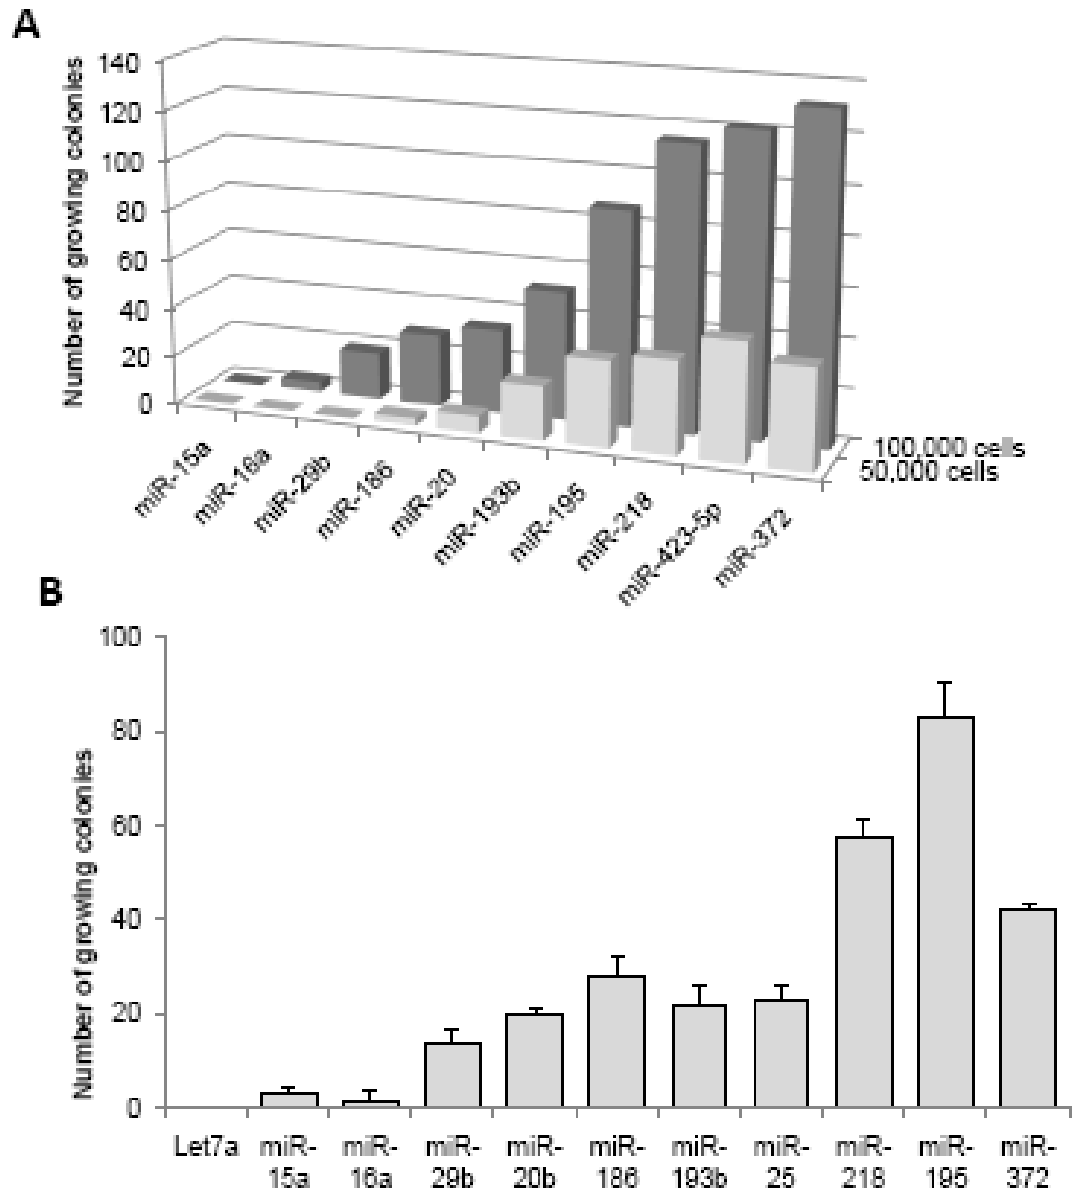 A
Number of growing colonies
140
120
100
80
60
40
20
0
miR-15a
miR-16a
miR-29b
miR-186
miR-20
miR-193b
miR-195
miR-218
miR-423-5p
miR-372
100,000 cells
50,000 cells
B
Number of growing colonies
100
80
60
40
20
0
Let7a
miR-
15a
miR-
16a
miR-
29b
miR-
20b
miR-
186
miR-
193b
miR-
25
miR-
218
miR-
195
miR-
372